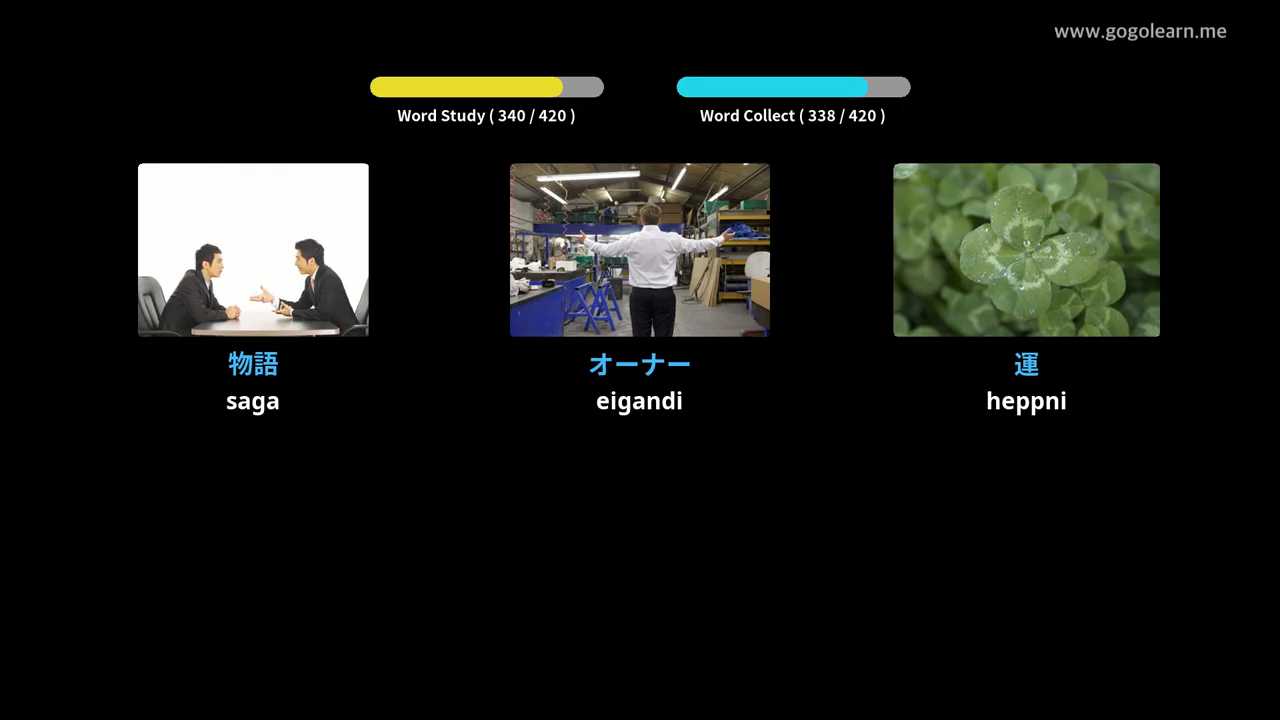 www.gogolearn.me
Word Study ( 340 / 420 )
Word Collect ( 338 / 420 )
物語
saga
オーナー
eigandi
運
heppni